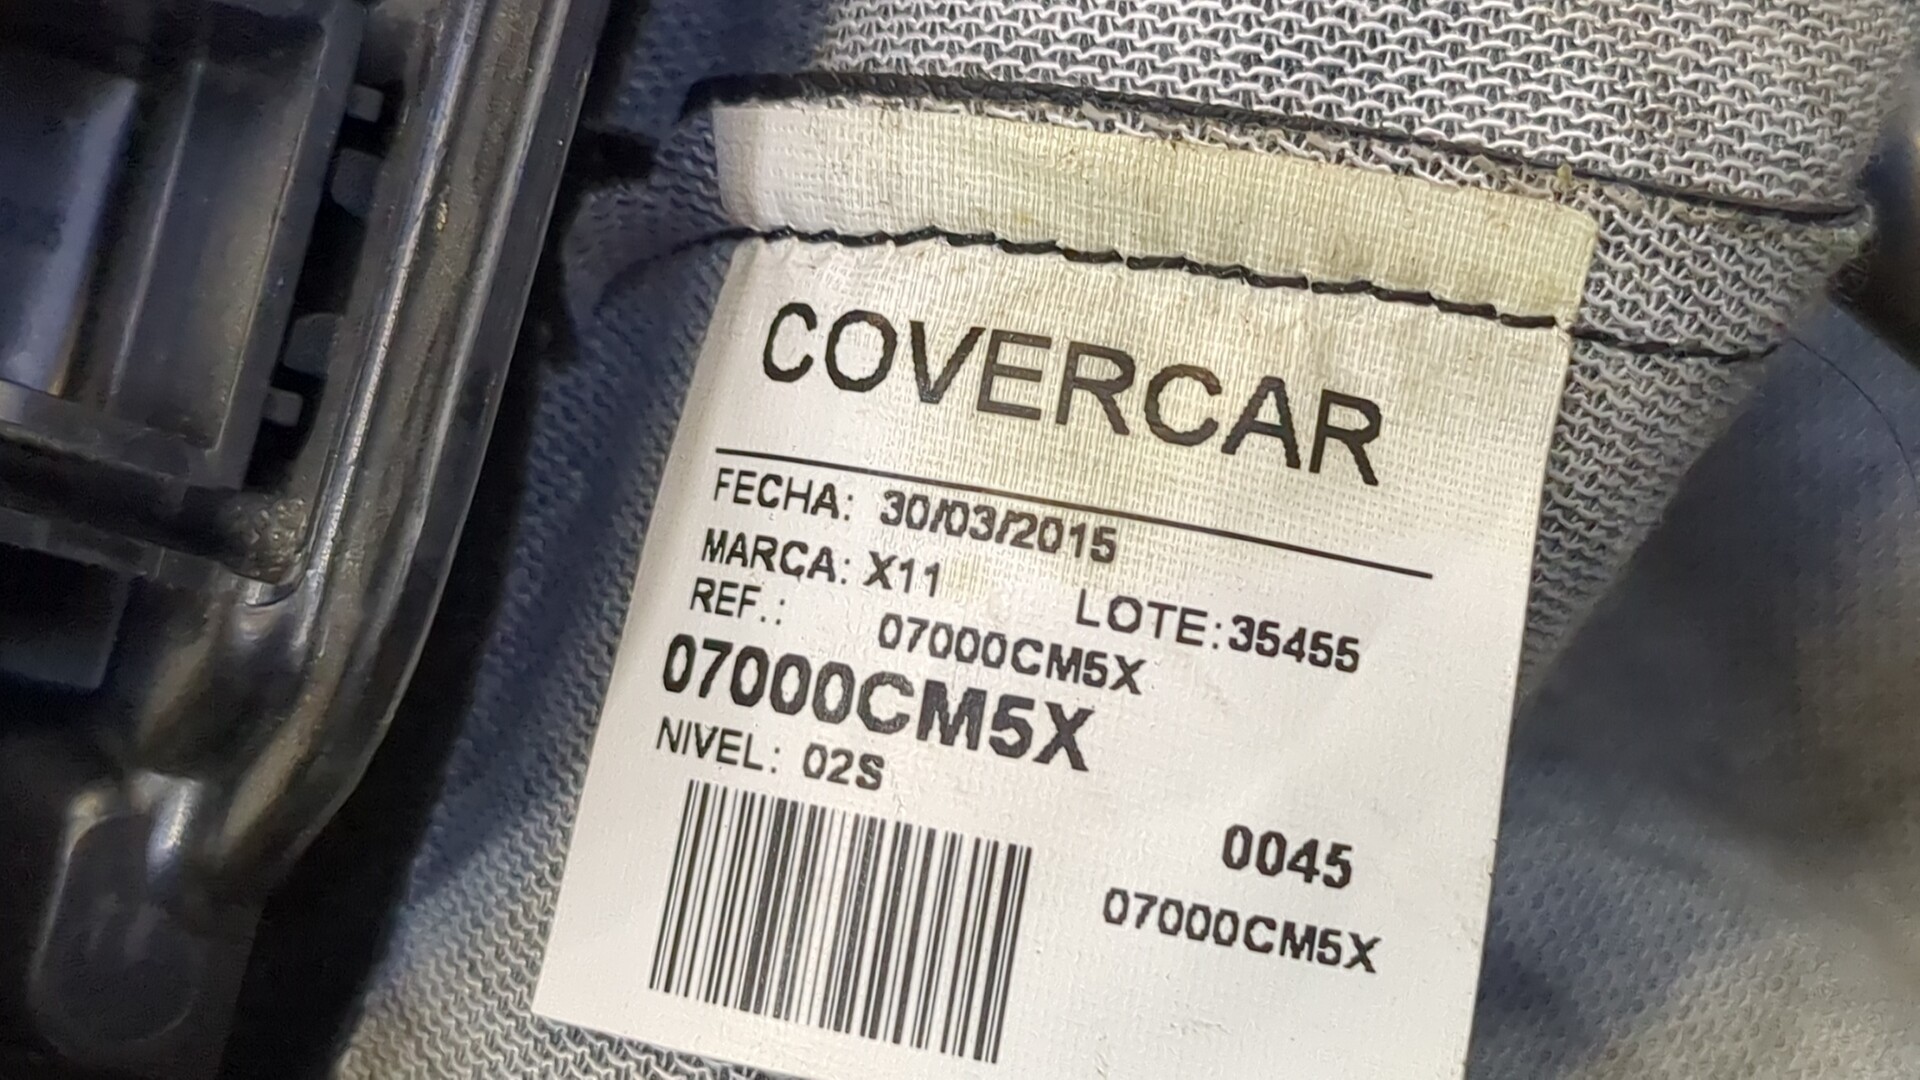 COVERCAR
FECHA: 30/03/2015
MARCA: X11
LOTE:35455
REF.: 07000CM5X
07000CM5X
NIVEL: 02S
0045
07000CM5X